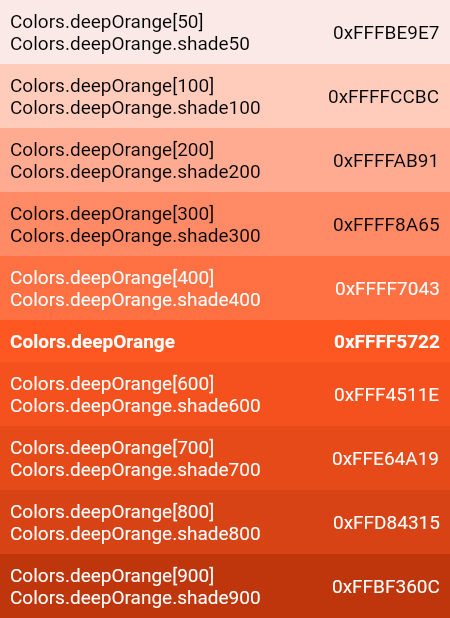 Colors.deepOrange[50]
Colors.deepOrange.shade50
0xFFFBE9E7
Colors.deepOrange[100]
Colors.deepOrange.shade100
0xFFFFCCBC
Colors.deepOrange[200]
Colors.deepOrange.shade200
0xFFFFAB91
Colors.deepOrange[300]
Colors.deepOrange.shade300
0xFFFF8A65
Colors.deepOrange[400]
Colors.deepOrange.shade400
0xFFFF7043
Colors.deepOrange
0xFFFF5722
Colors.deepOrange[600]
Colors.deepOrange.shade600
0xFFF4511E
Colors.deepOrange[700]
Colors.deepOrange.shade700
0xFFE64A19
Colors.deepOrange[800]
Colors.deepOrange.shade800
0xFFD84315
Colors.deepOrange[900]
Colors.deepOrange.shade900
0xFFBF360C